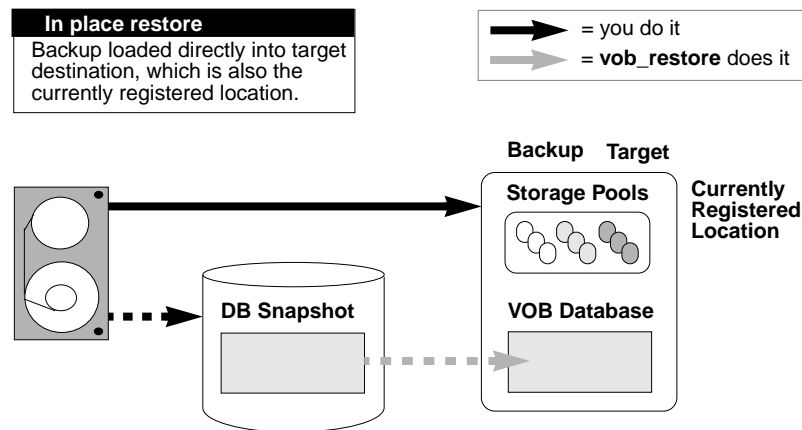 In place restore
Backup loaded directly into target
destination, which is also the
currently registered location.
= you do it
= vob_restore does it
Backup Target
Storage Pools
Currently
Registered
Location
DB Snapshot
VOB Database